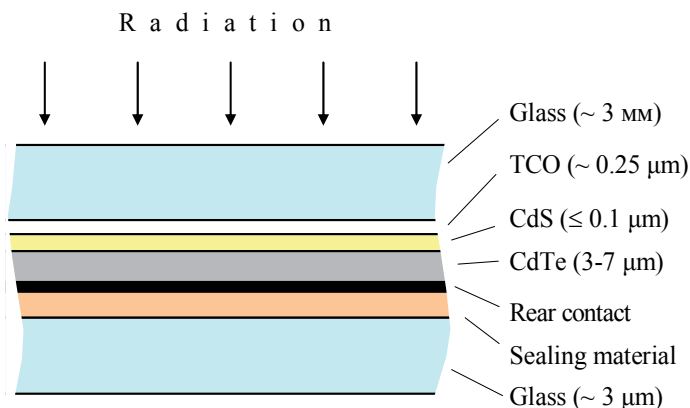 R a d i a t i o n
Glass (~ 3 мм)
TCO (~ 0.25 μm)
CdS (≤ 0.1 μm)
CdTe (3-7 μm)
Rear contact
Sealing material
Glass (~ 3 μm)